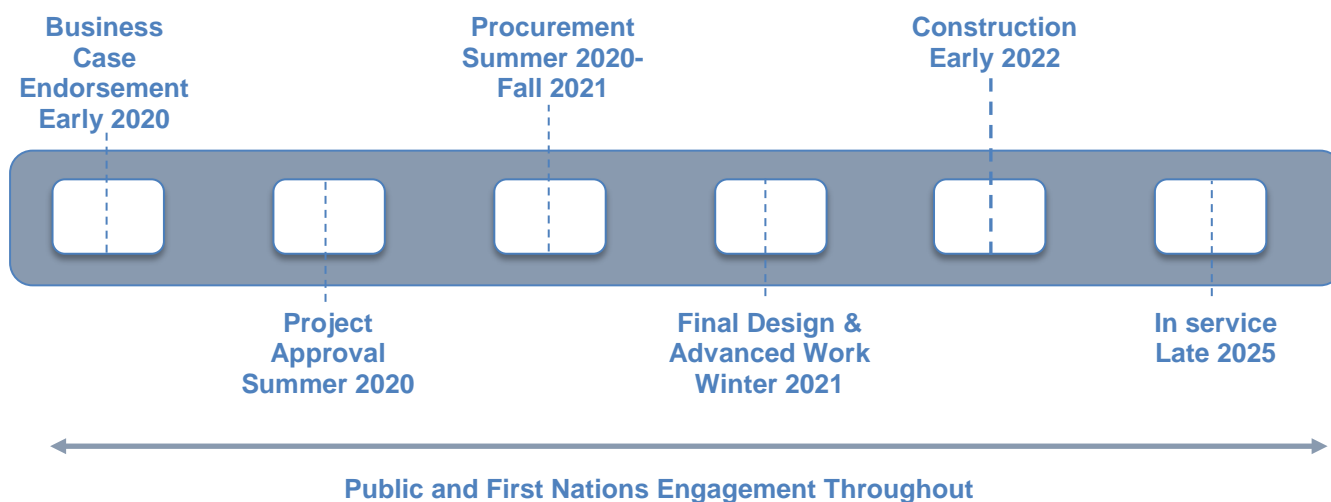 Business
Case
Endorsement
Early 2020
Procurement
Summer 2020-
Fall 2021
Construction
Early 2022
Project
Approval
Summer 2020
Final Design &
Advanced Work
Winter 2021
In service
Late 2025
Public and First Nations Engagement Throughout